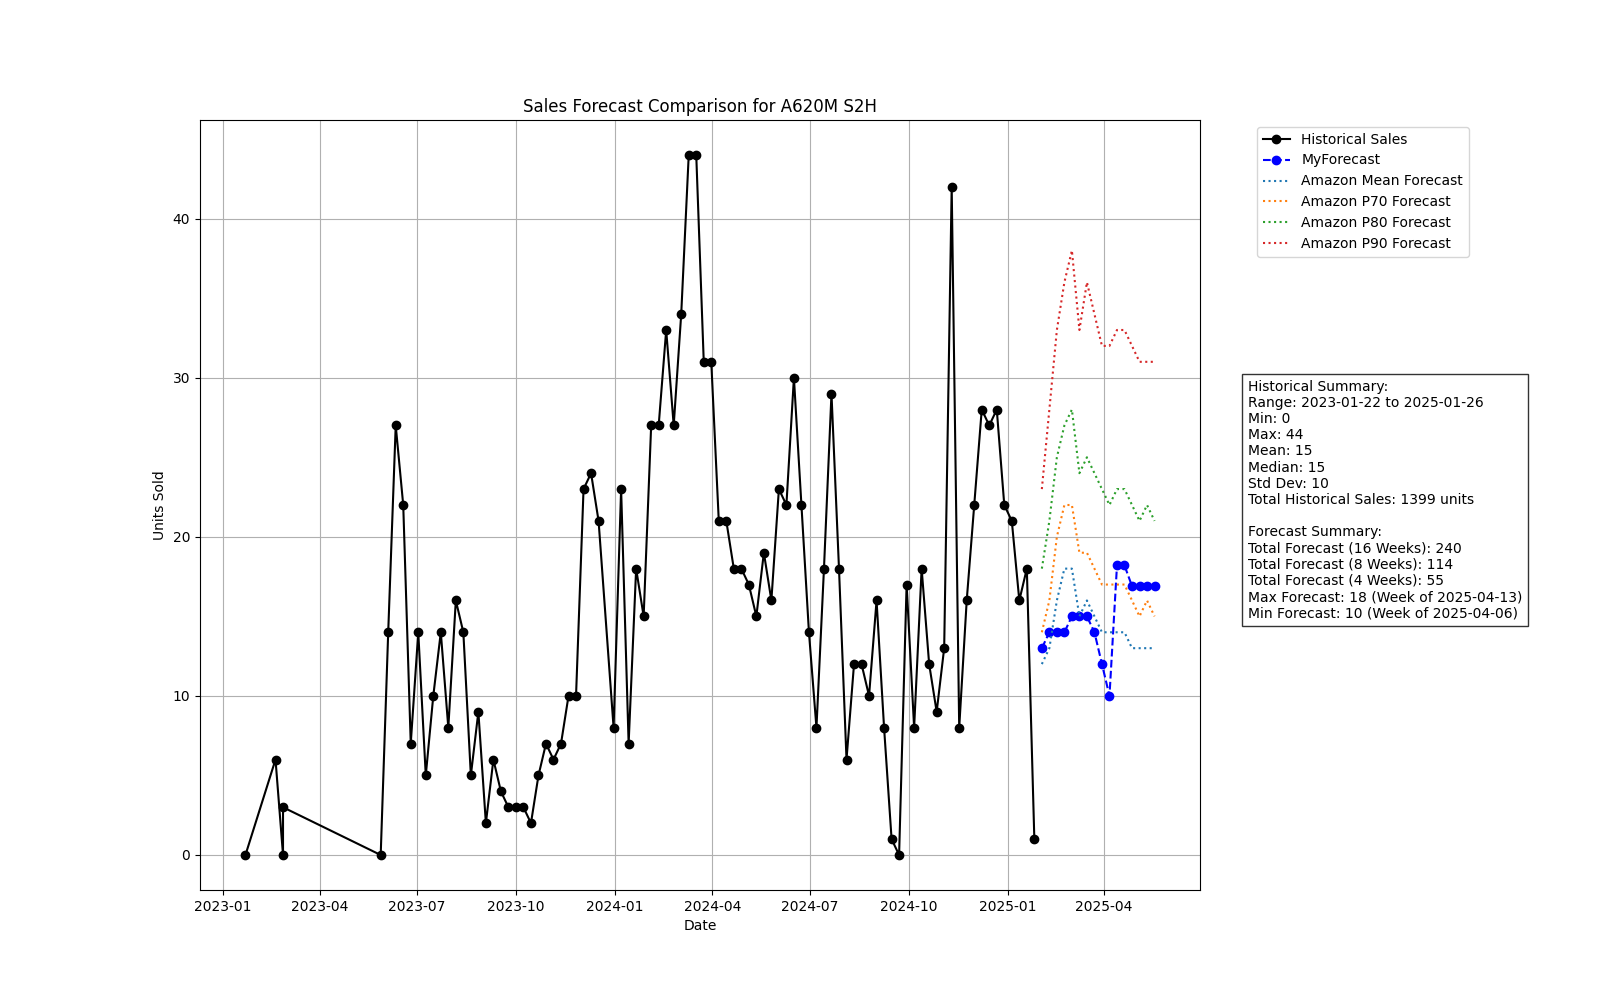 Sales Forecast Comparison for A620M S2H
Historical Sales
MyForecast
Amazon Mean Forecast
Amazon P70 Forecast
Amazon P80 Forecast
Amazon P90 Forecast
40
30
20
10
0
Units Sold
Historical Summary:
Range: 2023-01-22 to 2025-01-26
Min: 0
Max: 44
Mean: 15
Median: 15
Std Dev: 10
Total Historical Sales: 1399 units
Forecast Summary:
Total Forecast (16 Weeks): 240
Total Forecast (8 Weeks): 114
Total Forecast (4 Weeks): 55
Max Forecast: 18 (Week of 2025-04-13)
Min Forecast: 10 (Week of 2025-04-06)
2023-01 2023-04 2023-07 2023-10 2024-01 2024-04 2024-07 2024-10 2025-01 2025-04
Date